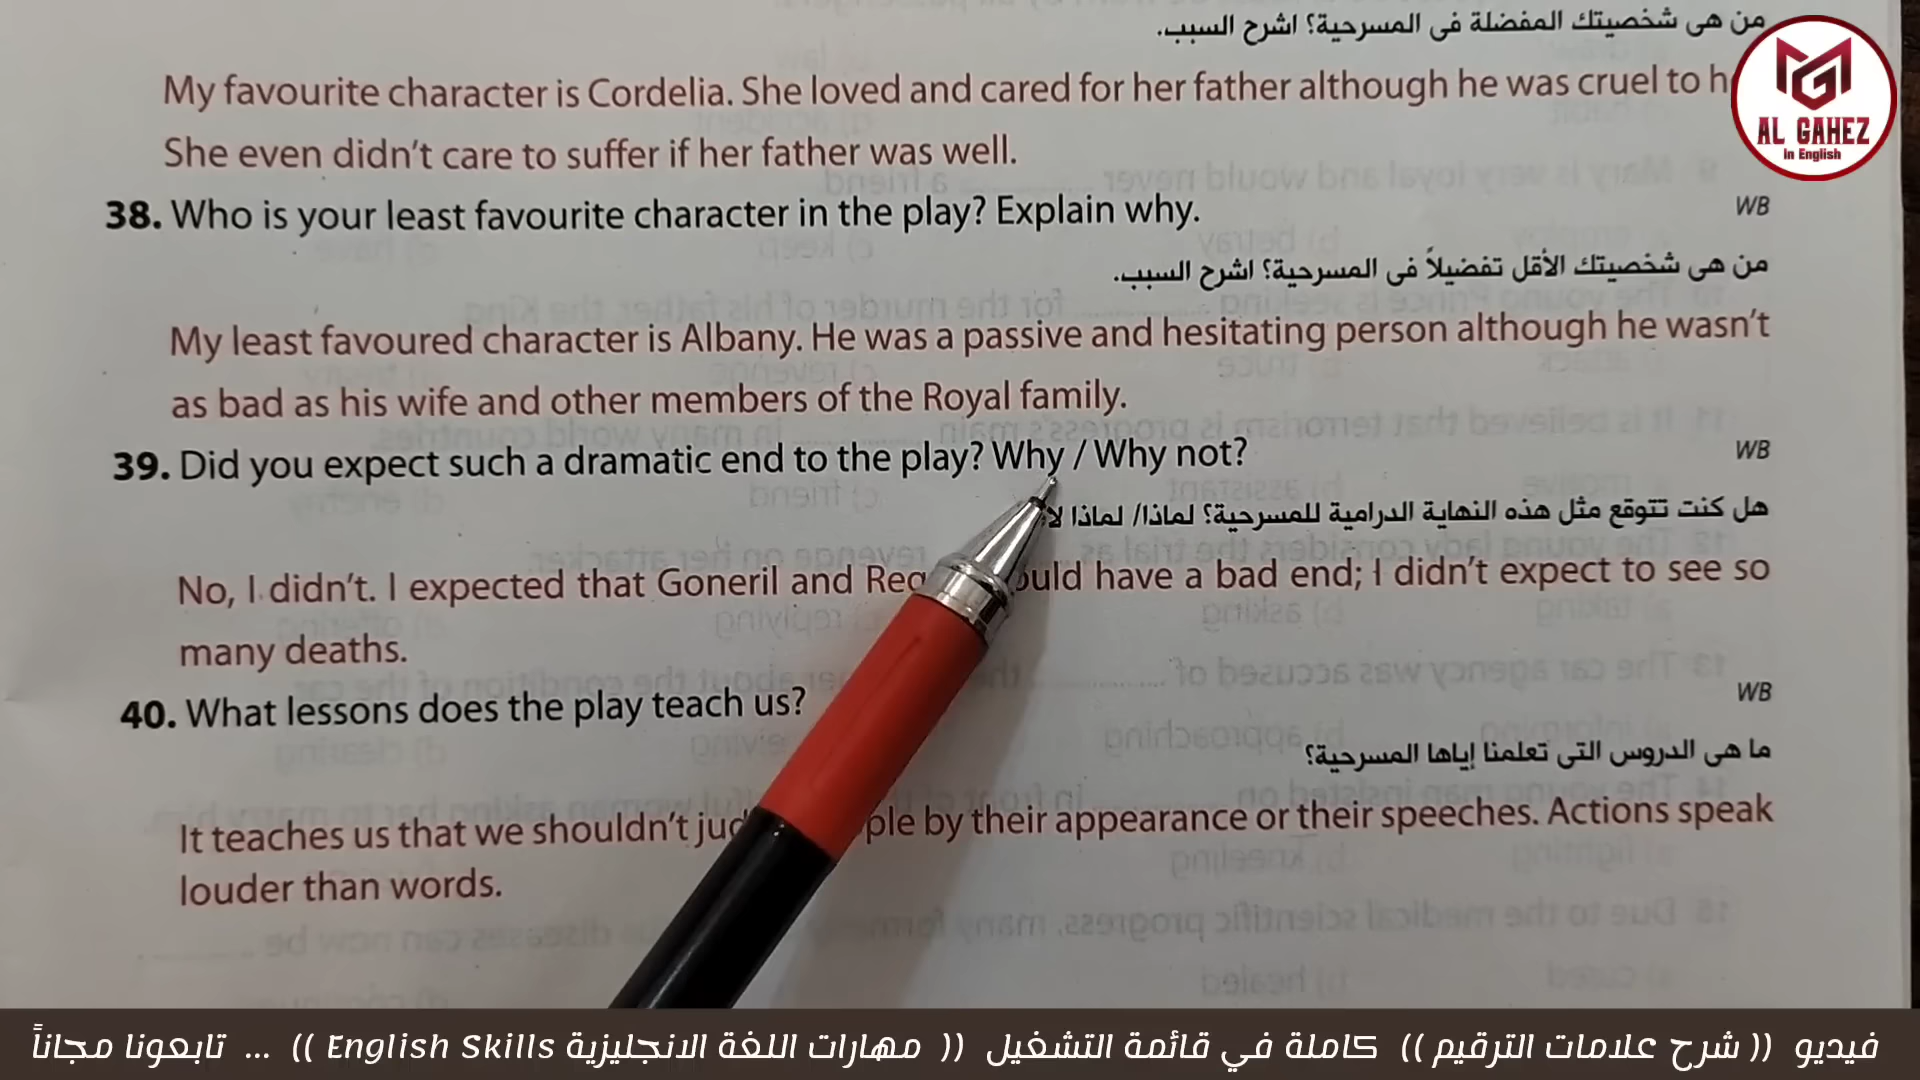 من هى شخصيتك المفضلة فى المسرحية؟ اشرح السبب.
My favourite character is Cordelia. She loved and cared for her father although he was cruel to
She even didn't care to suffer if her father was well.
38. Who is your least favourite character in the play? Explain why. WB
من هى شخصيتك الأقل تفضيلاً فى المسرحية؟ اشرح السبب.
My least favoured character is Albany. He was a passive and hesitating person although he wasn't
as bad as his wife and other members of the Royal family.
39. Did you expect such a dramatic end to the play? Why / Why not? WB
هل كنت تتوقع مثل هذه النهاية الدرامية للمسرحية؟ لماذا/ لماذا
No, I didn't. I expected that Goneril and have a bad end; I didn't expect to see so
many deaths.
40. What lessons does the play teach us? WB
ما هى الدروس التى تعلمنا إياها المسرحية؟
It teaches us that we shouldn't by their appearance or their speeches. Actions speak
louder than words.
AL GAHEZ
in English
فيديو (( شرح علامات الترقيم )) كاملة في قائمة التشغيل (( مهارات اللغة الانجليزية English Skills )) ... تابعونا مجاناً